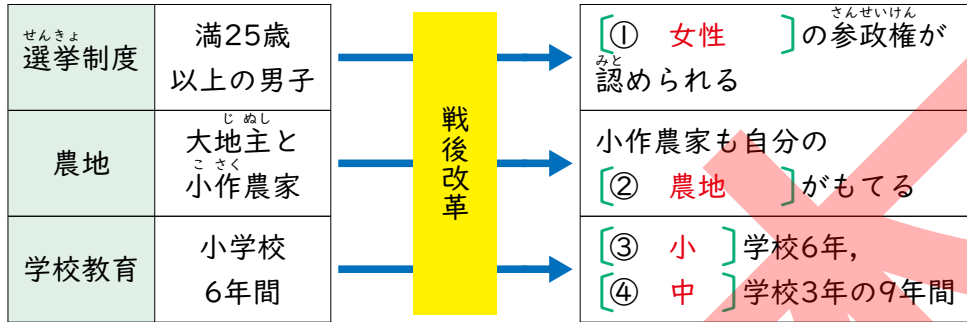 せんきょ
選挙制度
満25歳
以上の男子
[① 女性 ]の参政権が
さんせいけん
認められる
みと
農地
大地主と
じぬし
小作農家
こさく
戦後改革
小作農家も自分の
[② 農地 ]がもてる
学校教育
小学校
6年間
[③ 小 ]学校6年,
[④ 中 ]学校3年の9年間